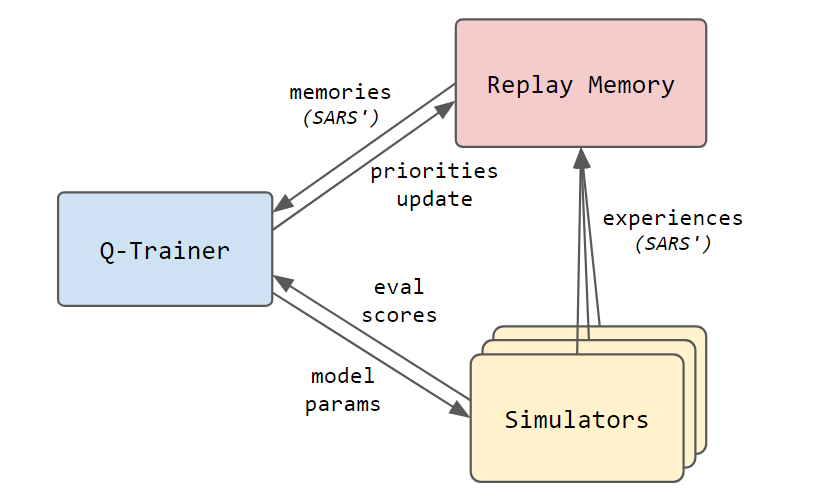 Replay Memory
memories
(SARS')
priorities
update
experiences
(SARS')
Q-Trainer
eval
scores
model
params
Simulators